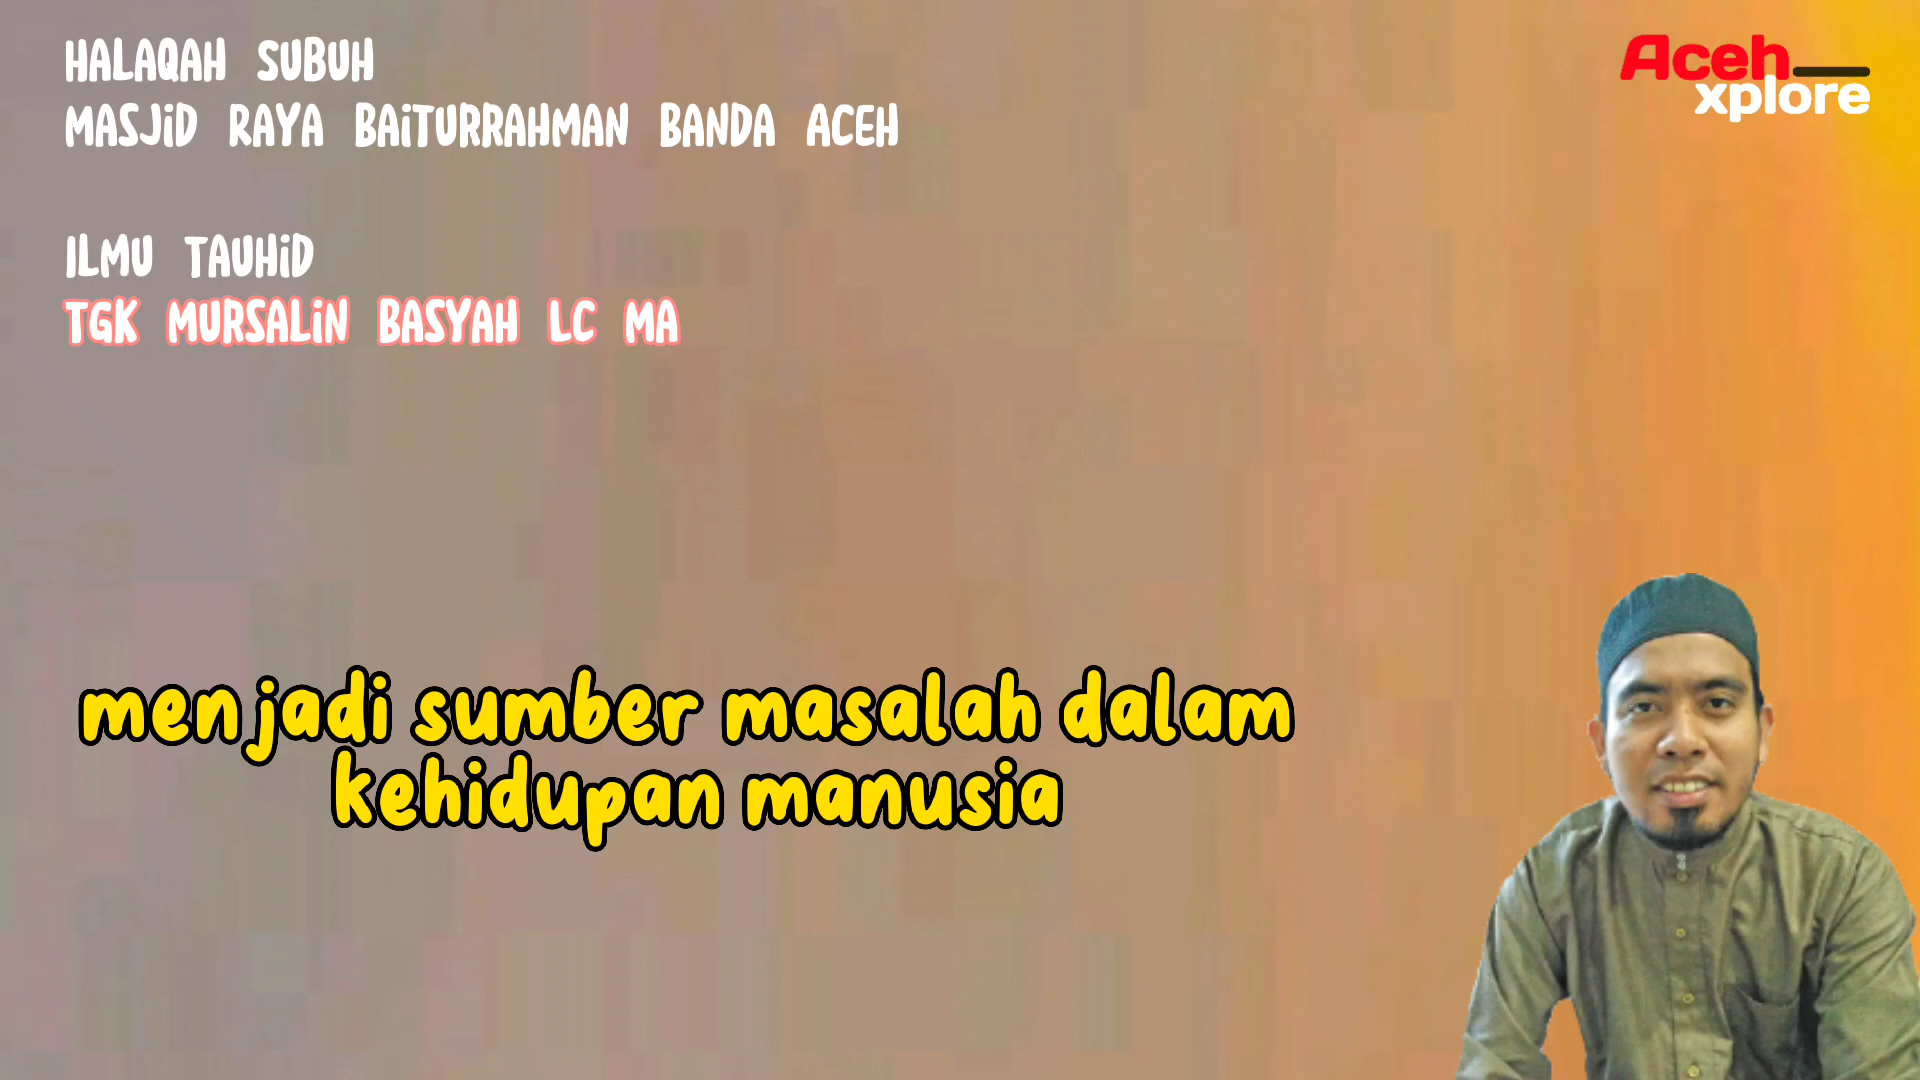 HALAQAH SUBUH
MASJiD RAYA BAiTURRAHMAN BANDA ACEH
ILMU TAUHiD
TGK MURSALiN BASYAH LC MA
Aceh
xplore
menjadi sumber masalah dalam
kehidupan manusia